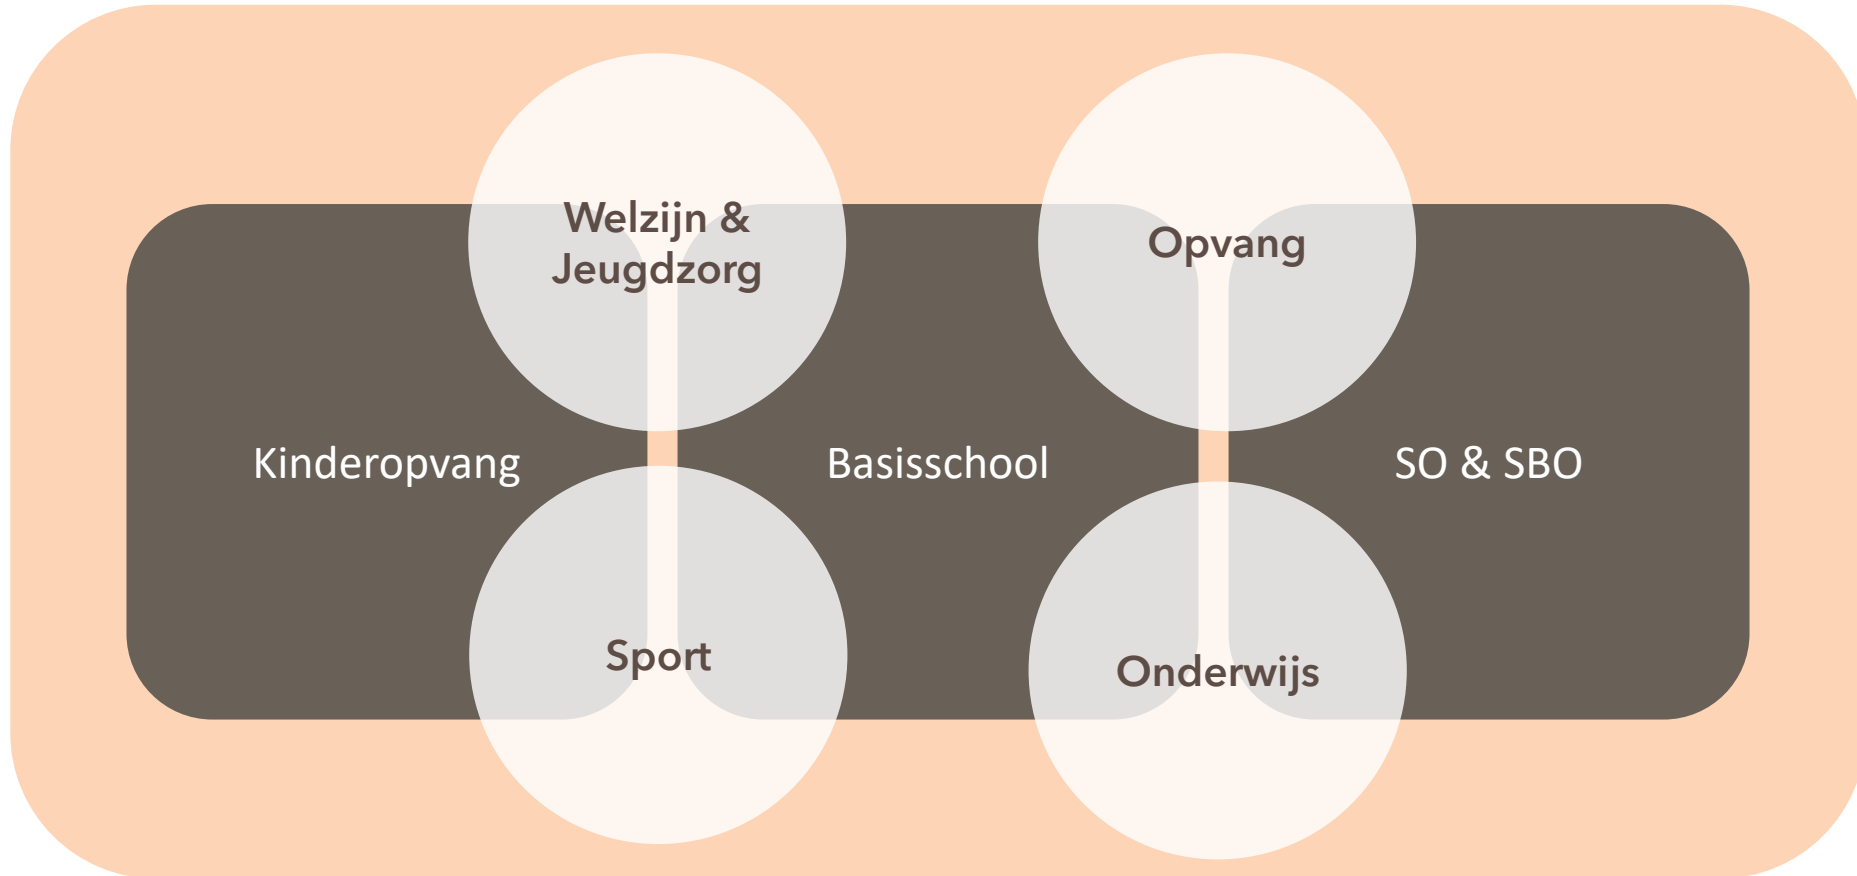 Welzijn &
Jeugdzorg
Opvang
Kinderopvang
Basisschool
SO & SBO
Sport
Onderwijs